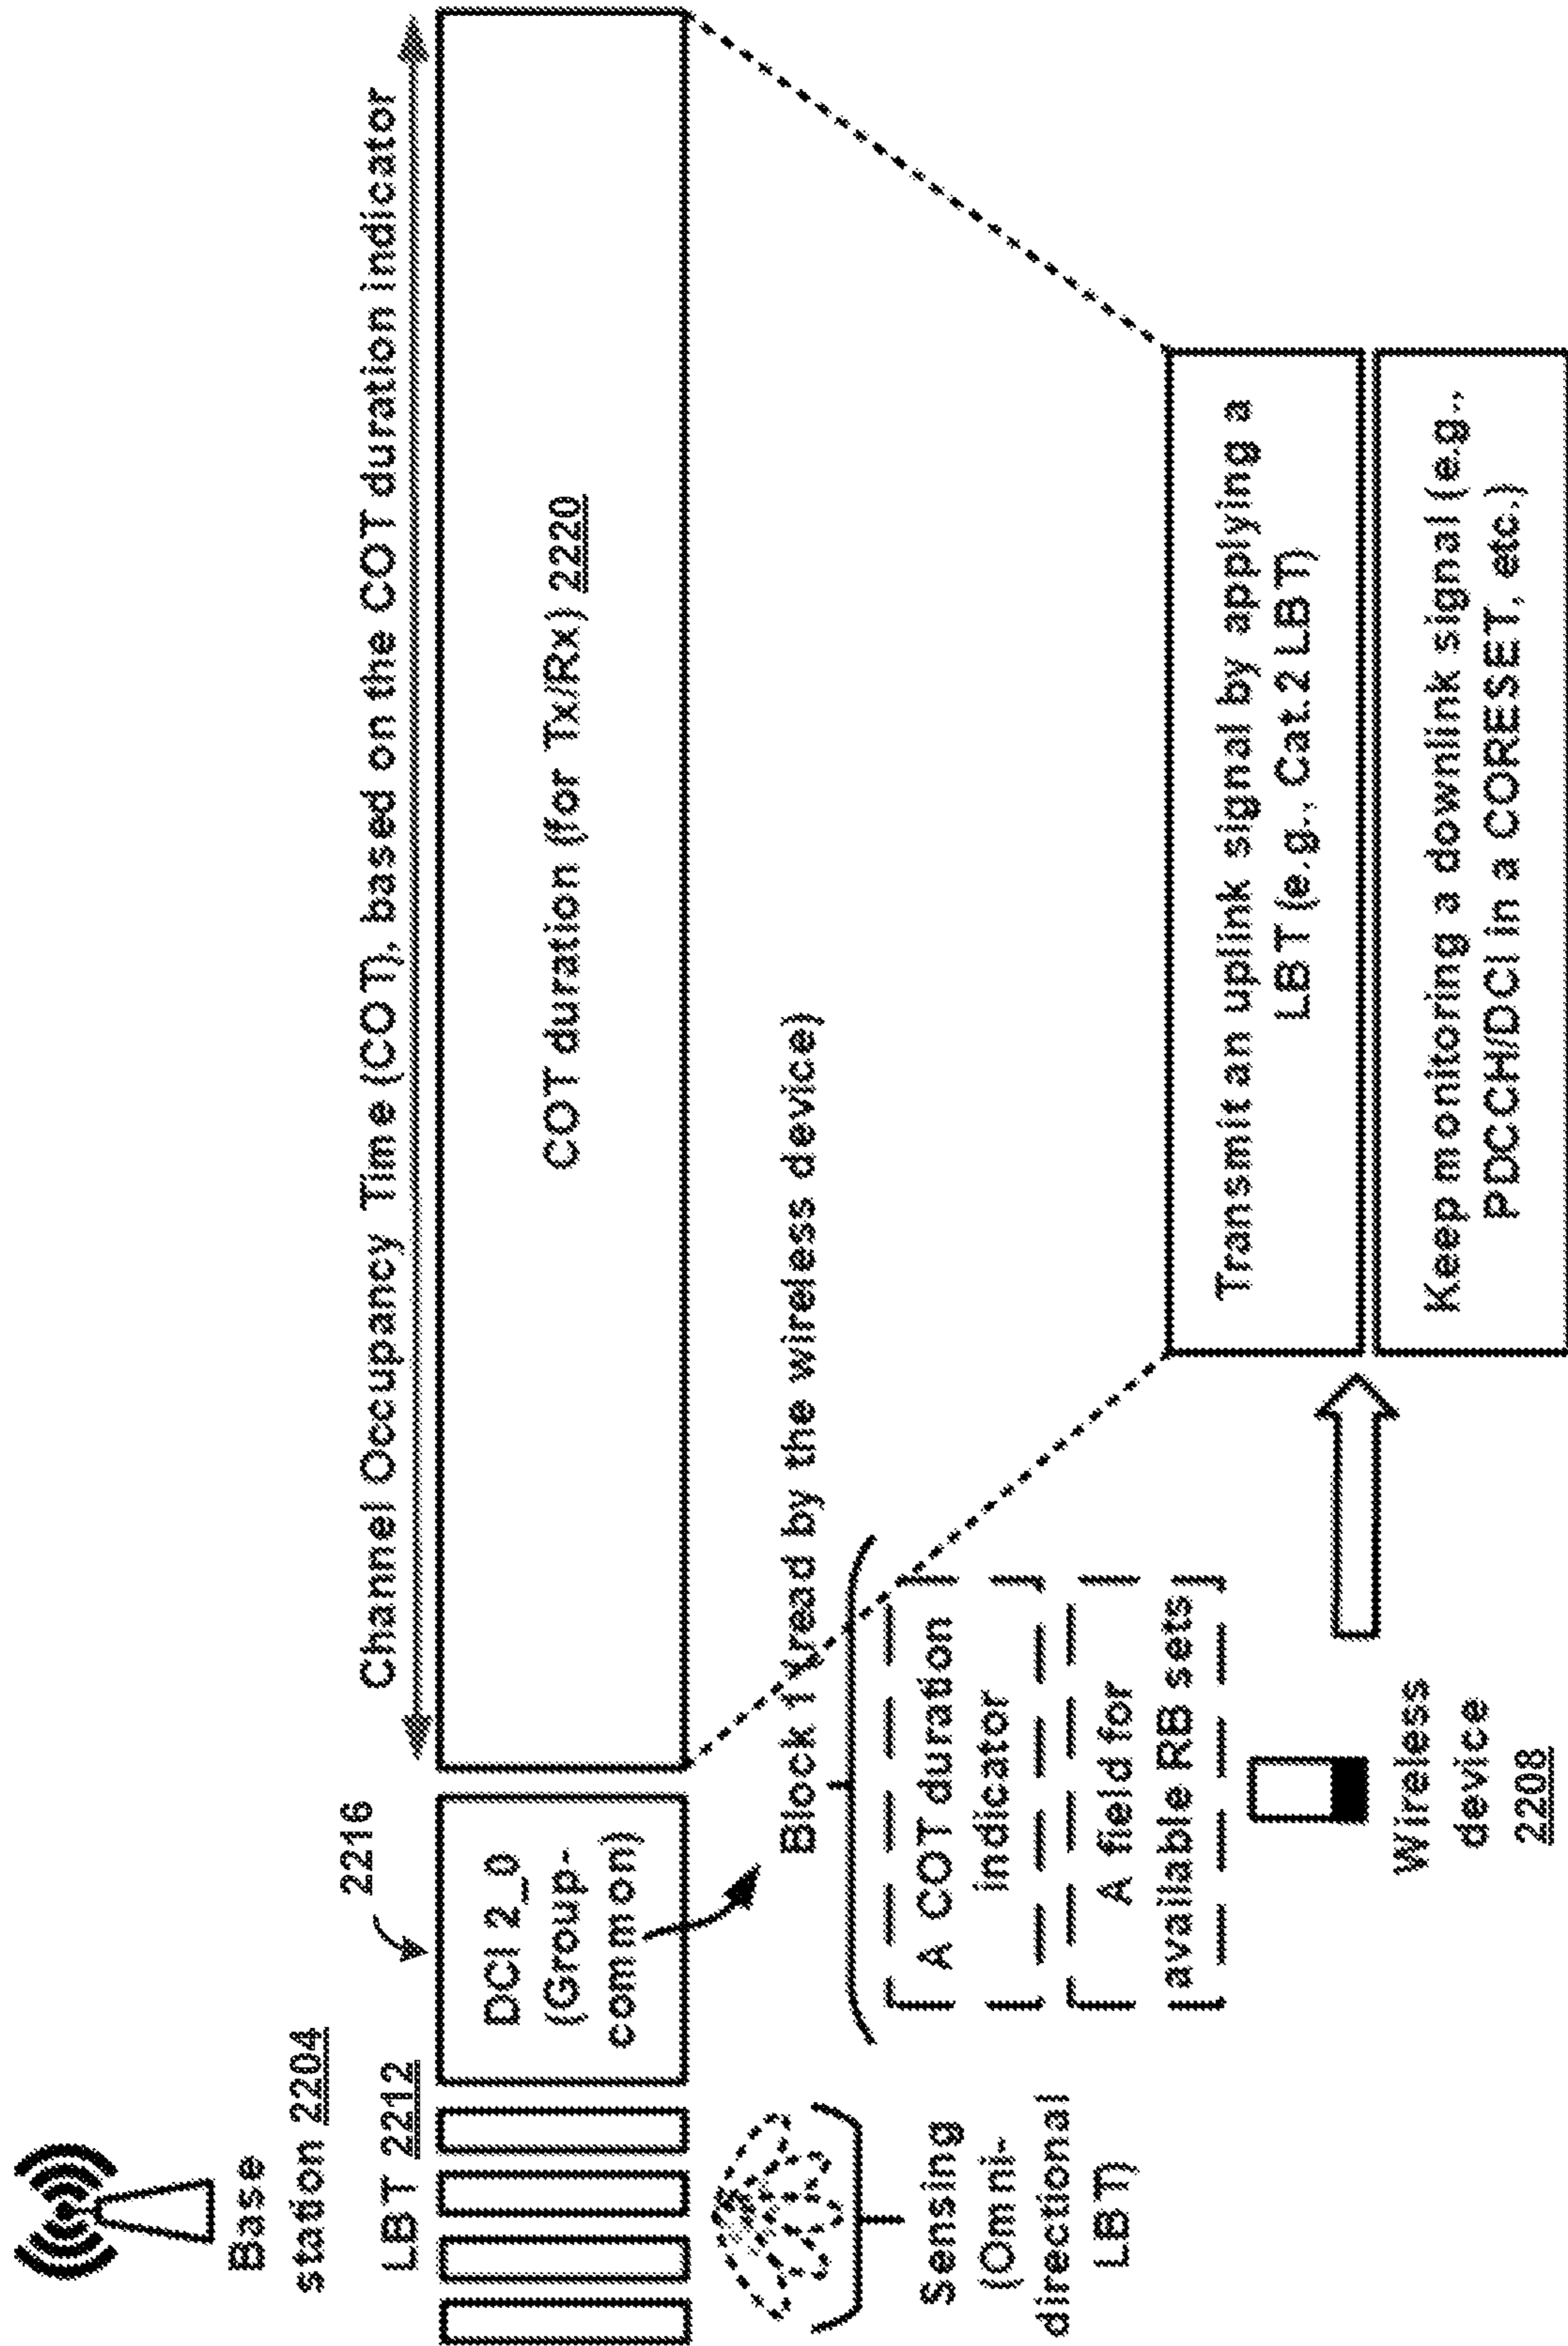 Base
station 2204
LBT 2212
2216
Channel Occupancy Time (COT), based on the COT duration indicator
DCI 2_0
(Group-
common)
COT duration (for Tx/Rx) 2220
Sensing
(Omni-
directional
LBT)
Block 1 (read by the wireless device)
A COT duration
indicator
A field for
available RB sets
Wireless
device
2208
Transmit an uplink signal by applying a
LBT (e.g., Cat.2 LBT)
Keep monitoring a downlink signal (e.g.,
PDCCH/DCI in a CORESET, etc.)